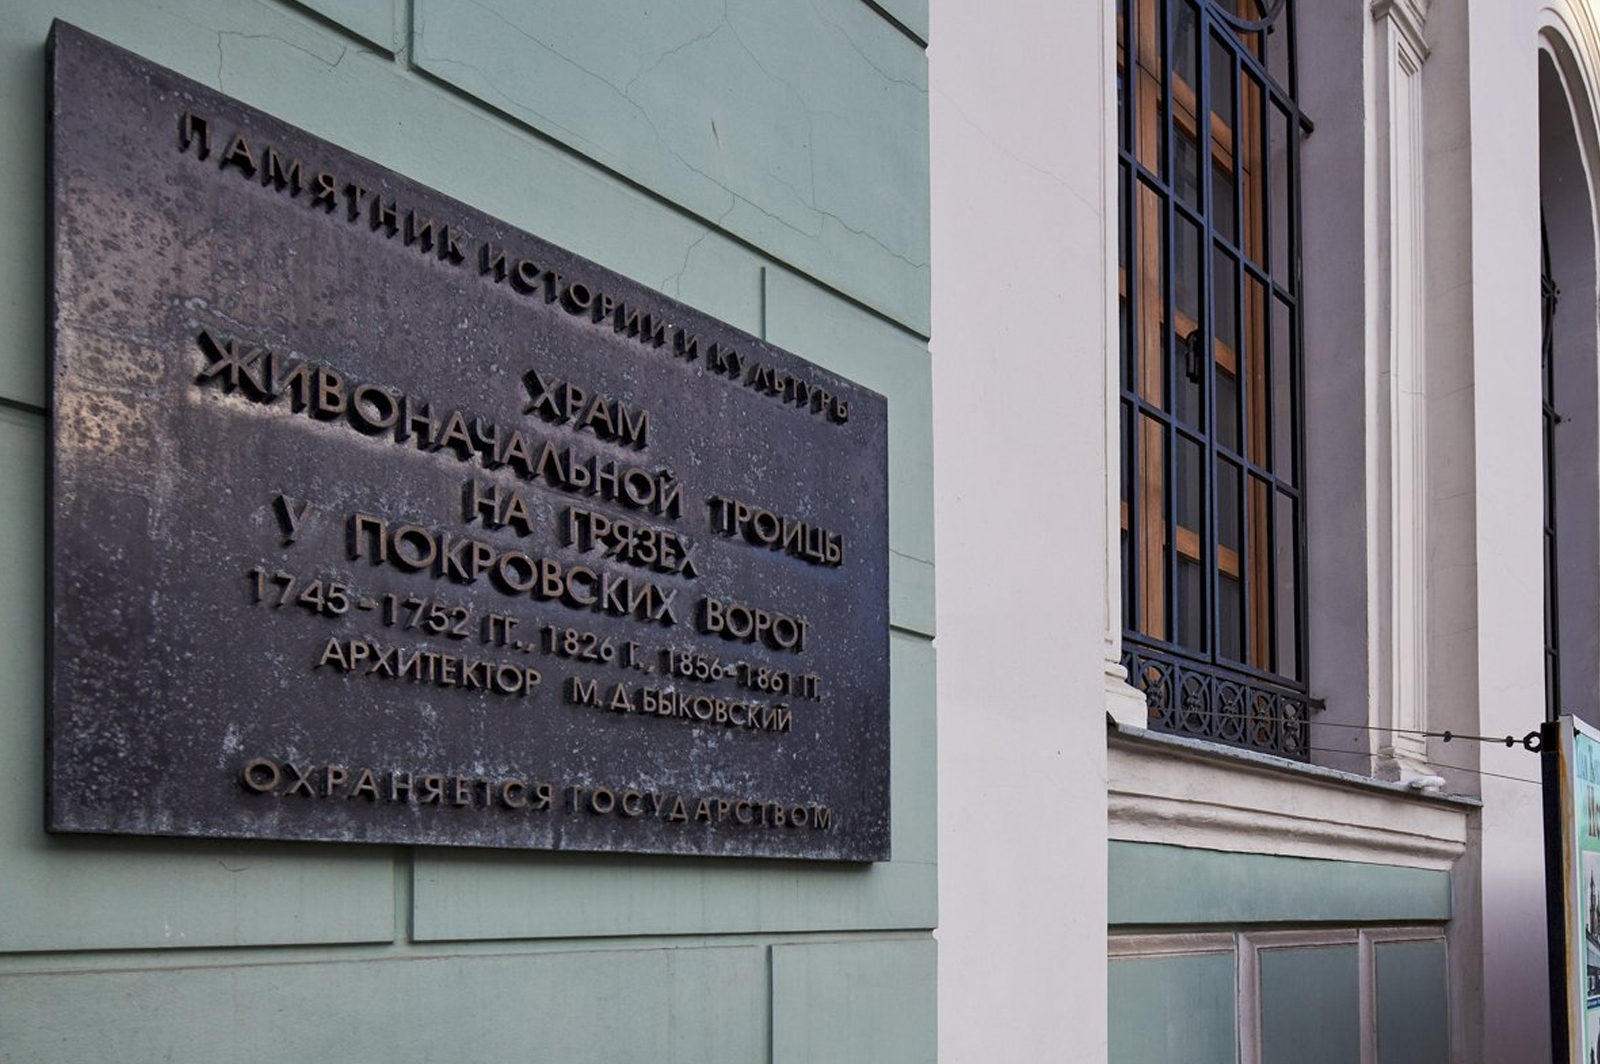 ПАМЯТНИК ИСТОРИИ И КУЛЬТУРЫ
ХРАМ
ЖИВОНАЧАЛЬНОЙ ТРОИЦЫ
НА ГРЯЗЕХ
У ПОКРОВСКИХ ВОРОТ
1745-1752 ГГ., 1826 Г., 1856-1861 ГГ.
АРХИТЕКТОР М.Д.БЫКОВСКИЙ
ОХРАНЯЕТСЯ ГОСУДАРСТВОМ